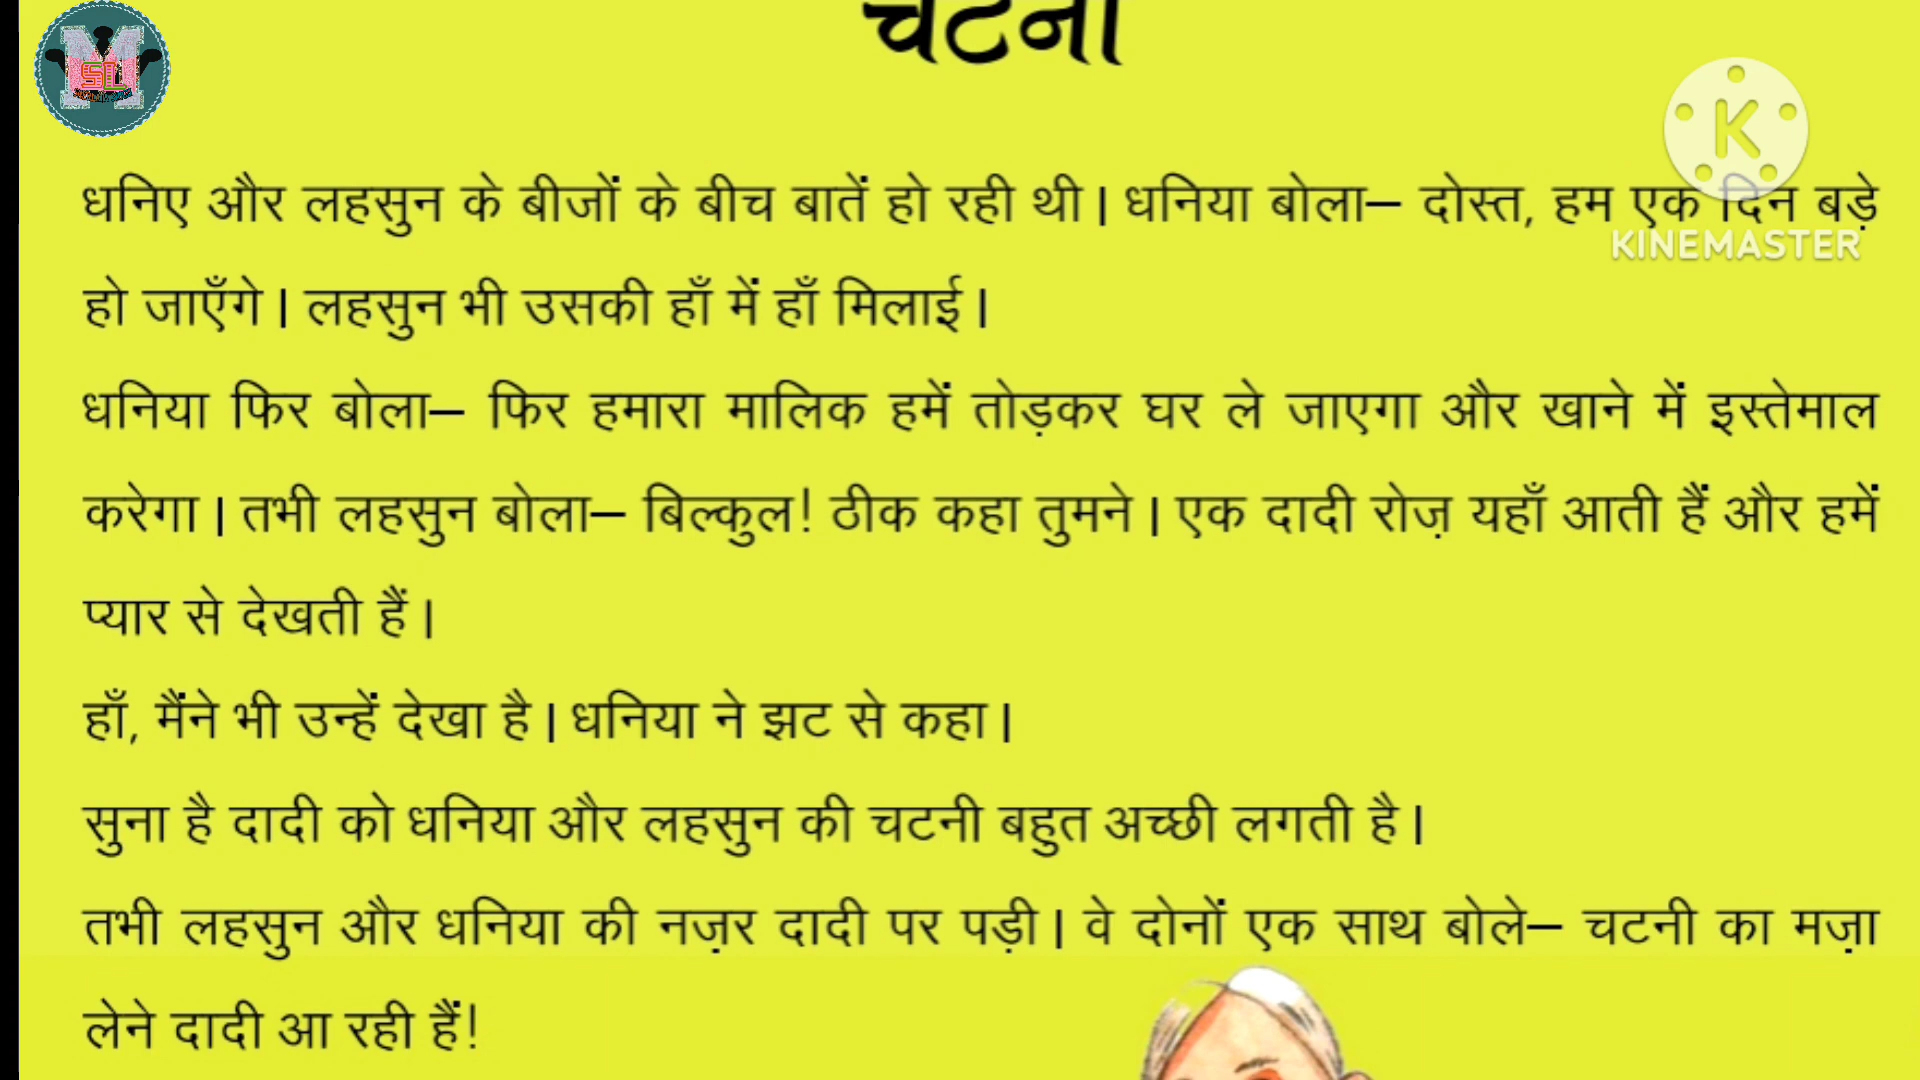 चटनी
धनिए और लहसुन के बीजों के बीच बातें हो रही थी। धनिया बोला— दोस्त, हम एक दिन बड़े
KINEMASTER
हो जाएँगे। लहसुन भी उसकी हाँ में हाँ मिलाई।
धनिया फिर बोला— फिर हमारा मालिक हमें तोड़कर घर ले जाएगा और खाने में इस्तेमाल
करेगा। तभी लहसुन बोला— बिल्कुल! ठीक कहा तुमने। एक दादी रोज़ यहाँ आती हैं और हमें
प्यार से देखती हैं।
हाँ, मैंने भी उन्हें देखा है। धनिया ने झट से कहा।
सुना है दादी को धनिया और लहसुन की चटनी बहुत अच्छी लगती है।
तभी लहसुन और धनिया की नज़र दादी पर पड़ी। वे दोनों एक साथ बोले— चटनी का मज़ा
लेने दादी आ रही हैं!